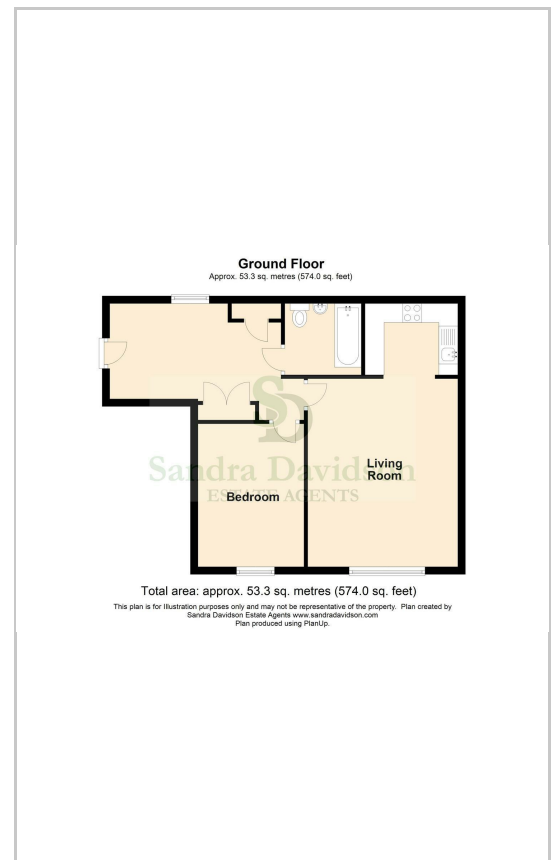 Ground Floor
Approx. 53.3 sq. metres (574.0 sq. feet)
SD
Sandra Davidson
ESTATE AGENTS
Living
Room
Bedroom
Total area: approx. 53.3 sq. metres (574.0 sq. feet)
This plan is for Illustration purposes only and may not be representative of the property. Plan created by
Sandra Davidson Estate Agents www.sandradavidson.com
Plan produced using PlanUp.